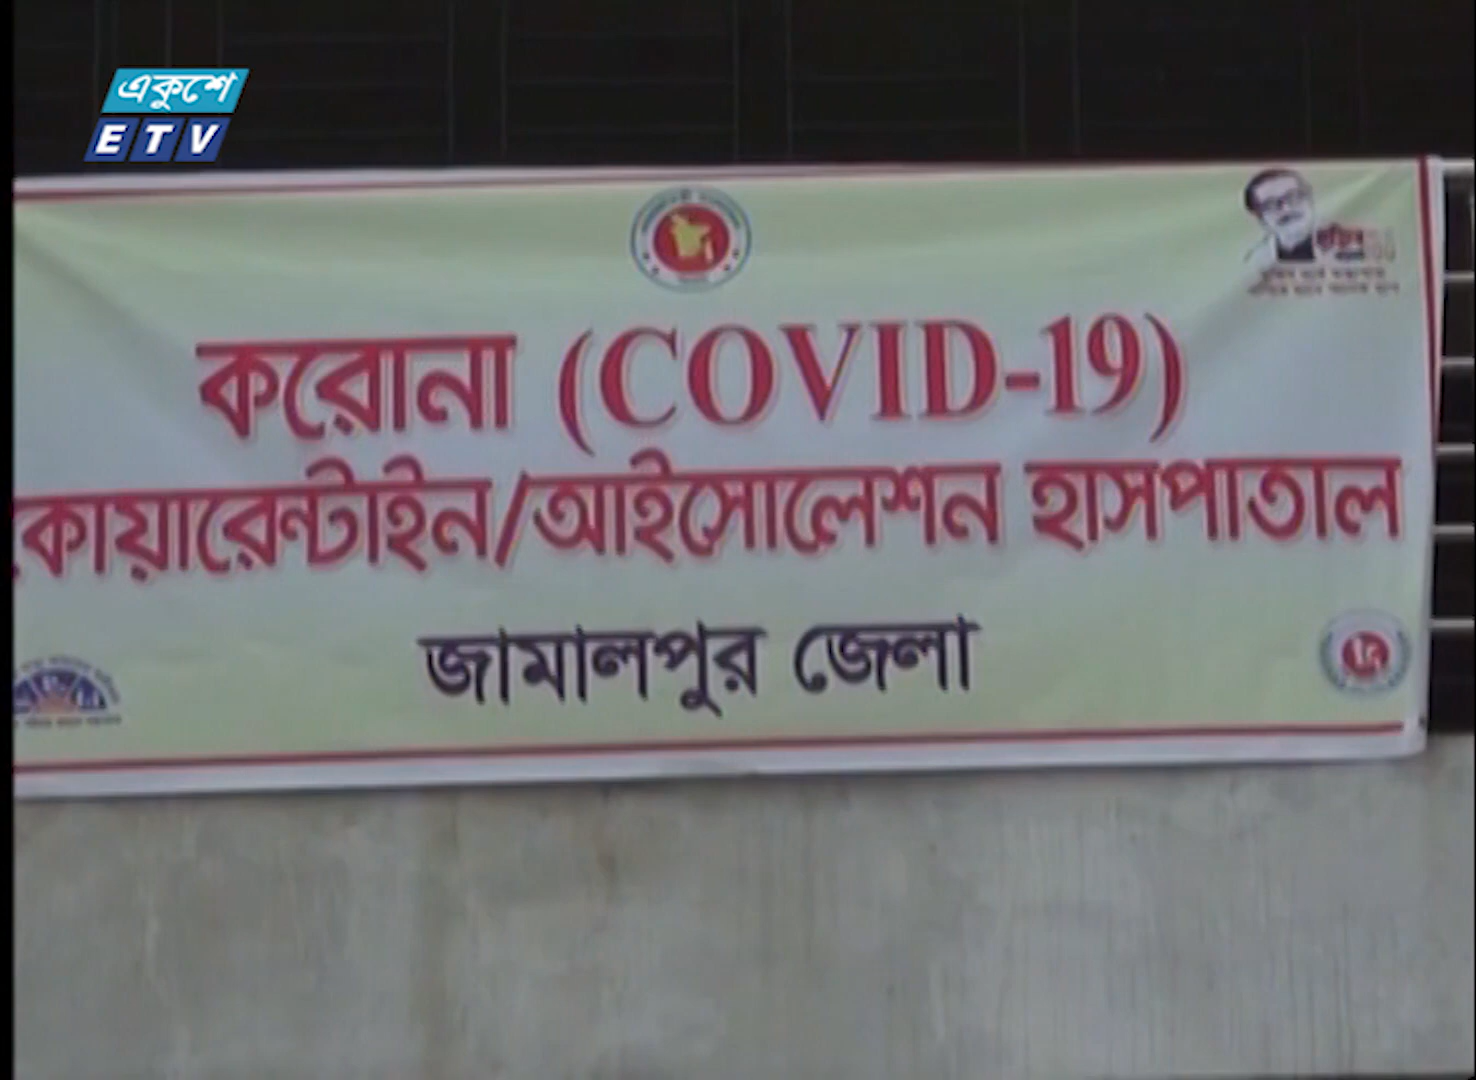 একুশে
ETV
করোনা (COVID-19)
কোয়ারেন্টাইন/আইসোলেশন হাসপাতাল
জামালপুর জেলা